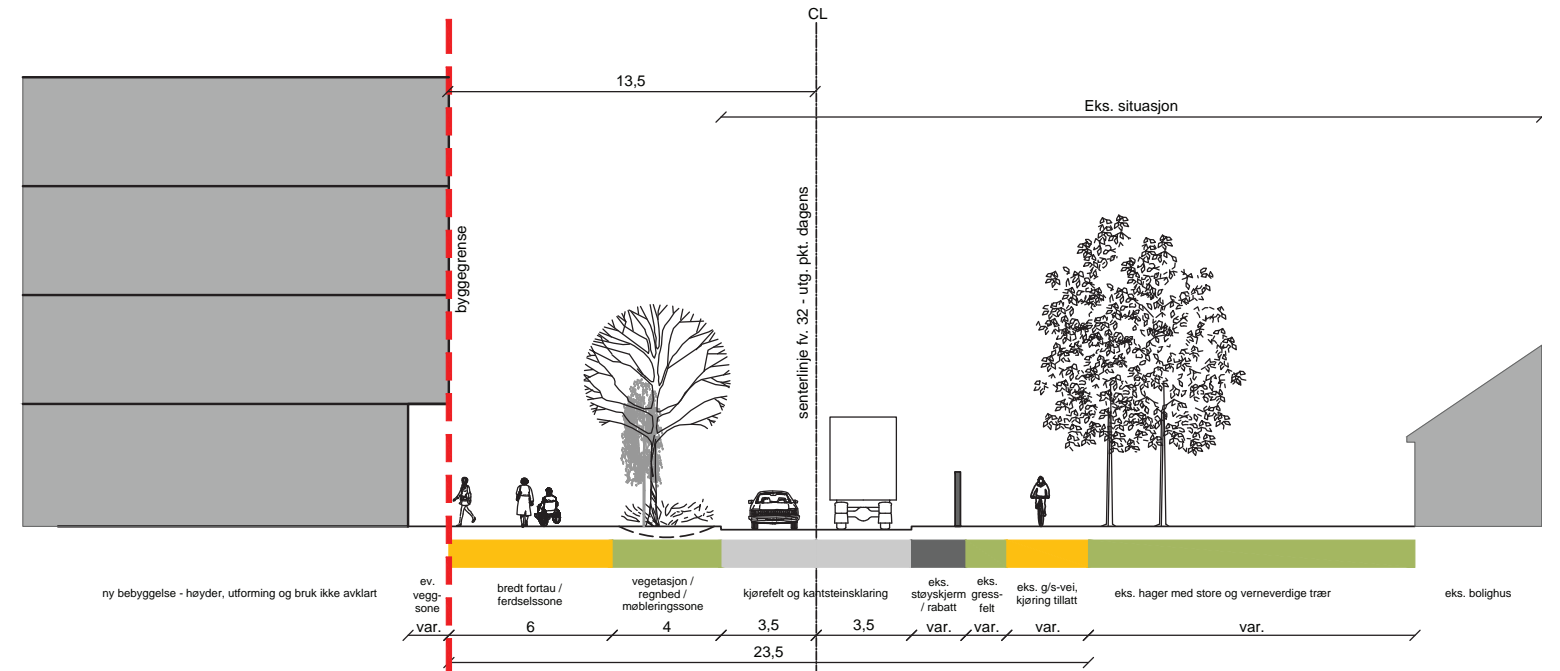 CL
13,5
Eks. situasjon
byggegrense
senterlinje fv. 32 - utg. pkt. dagens
ny bebyggelse - høyder, utforming og bruk ikke avklart
ev.
vegg-
sone
bredt fortau /
ferdselssone
vegetasjon /
regnbed /
møbleringssone
kjørefelt og kantsteinsklaring
eks.
støyskjerm
/ rabatt
eks.
gress-
felt
eks. g/s-vei,
kjøring tillatt
eks. hager med store og verneverdige trær
eks. bolighus
var.
6
4
3,5
3,5
var.
var.
var.
var.
23,5